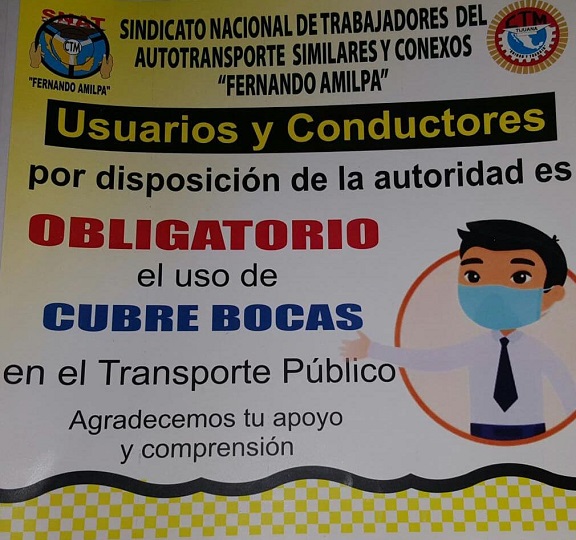 SNAT
CTM
"FERNANDO AMILPA"
SINDICATO NACIONAL DE TRABAJADORES DEL
AUTOTRANSPORTE SIMILARES Y CONEXOS
"FERNANDO AMILPA"
CTM
TIJUANA
Usuarios y Conductores
por disposición de la autoridad es
OBLIGATORIO
el uso de
CUBRE BOCAS
en el Transporte Público
Agradecemos tu apoyo
y comprensión